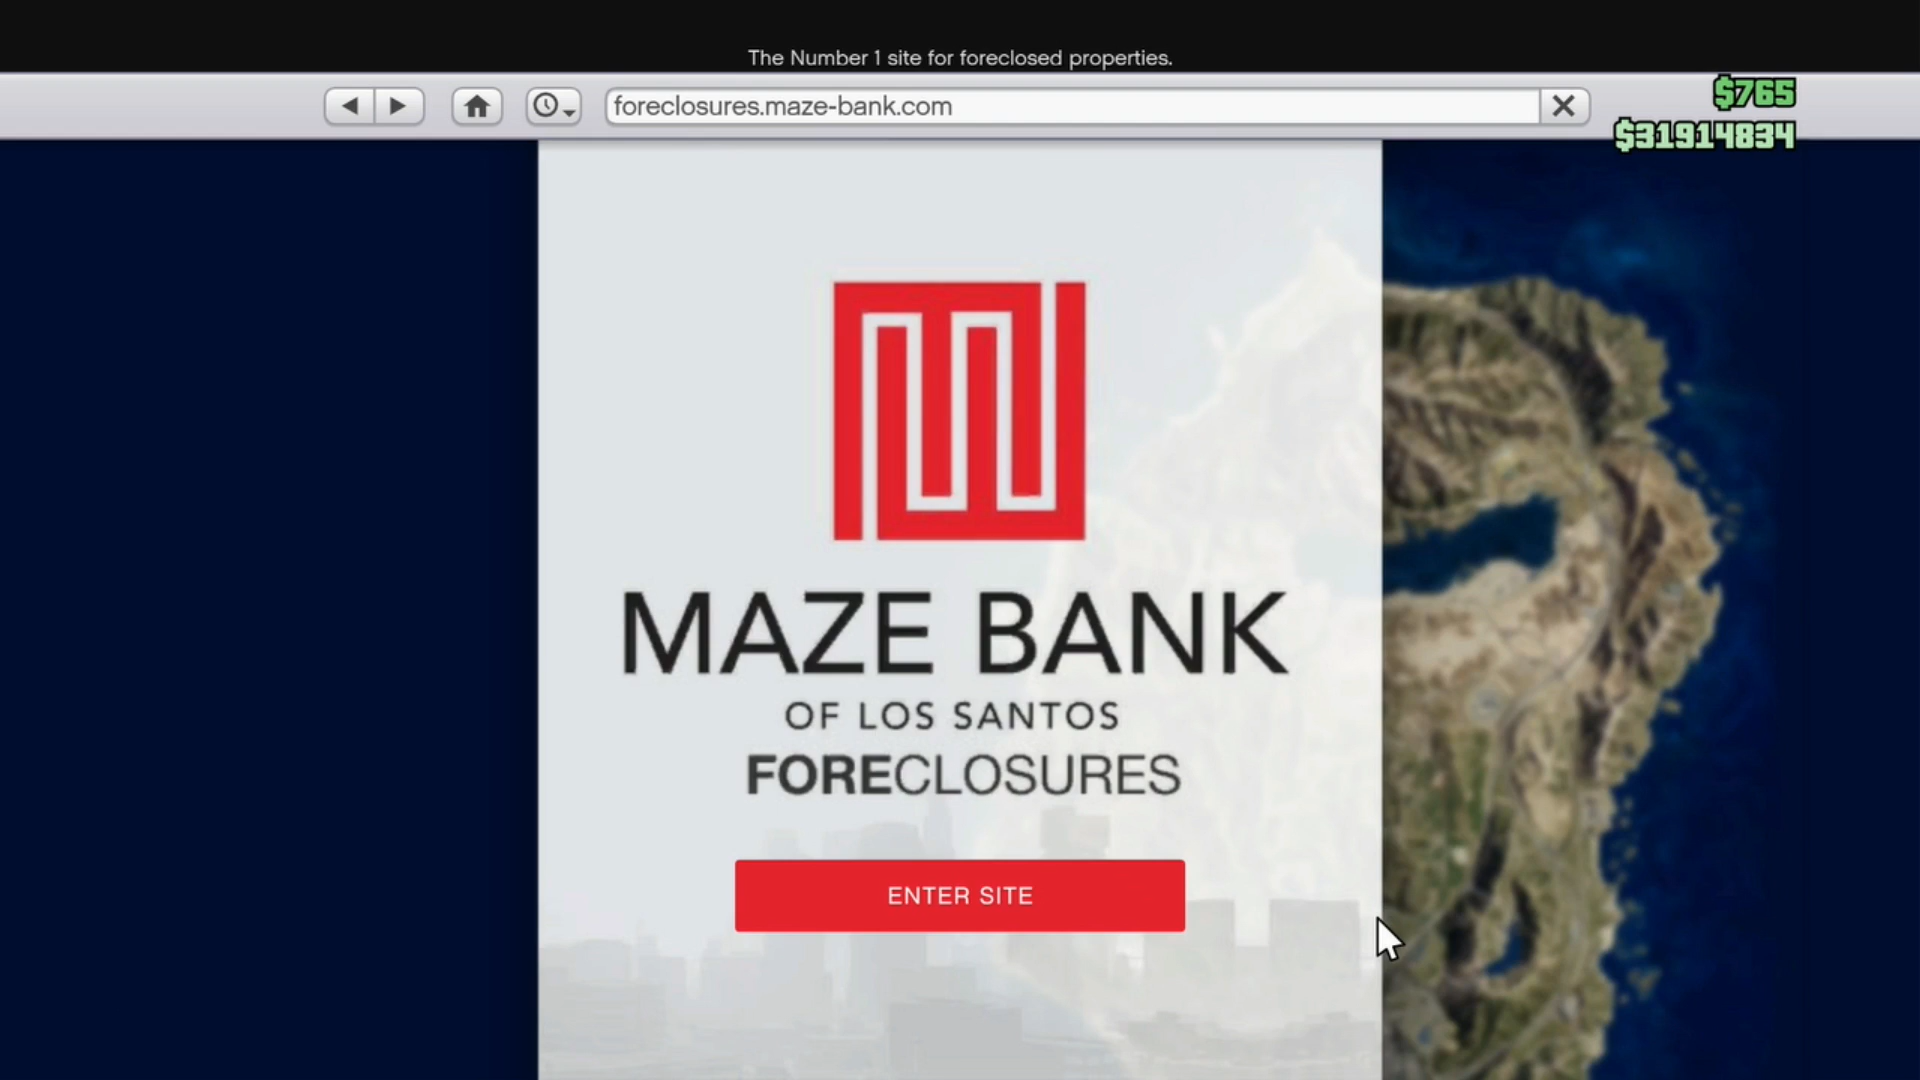 The Number 1 site for foreclosed properties.
foreclosures.maze-bank.com
$765
$31914834
MAZE BANK
OF LOS SANTOS
FORECLOSURES
ENTER SITE